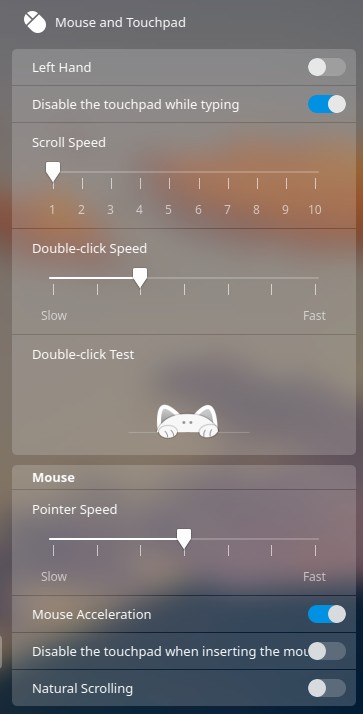 Mouse and Touchpad
Left Hand
Disable the touchpad while typing
Scroll Speed
1 2 3 4 5 6 7 8 9 10
Double-click Speed
Slow Fast
Double-click Test
Mouse
Pointer Speed
Slow Fast
Mouse Acceleration
Disable the touchpad when inserting the mou
Natural Scrolling